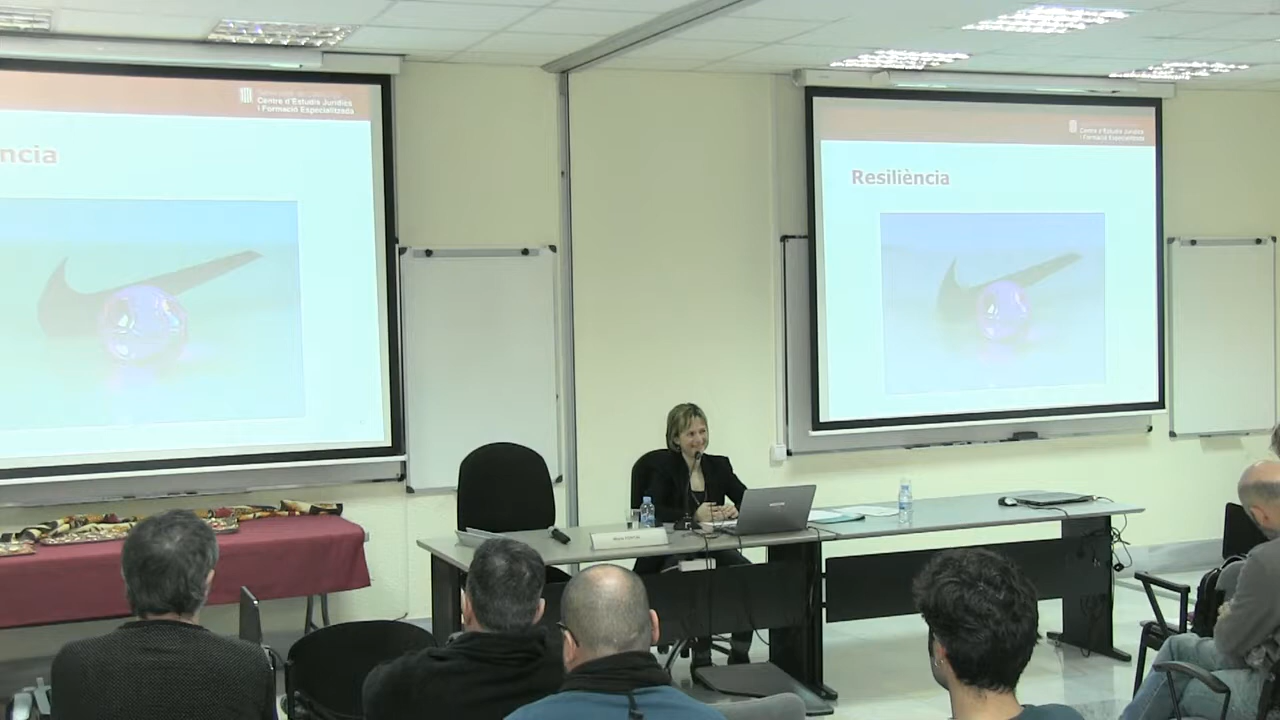 Centre d'Estudis Jurídics
i Formació Especialitzada
ncia
Centre d'Estudis Jurídics
i Formació Especialitzada
Resiliència